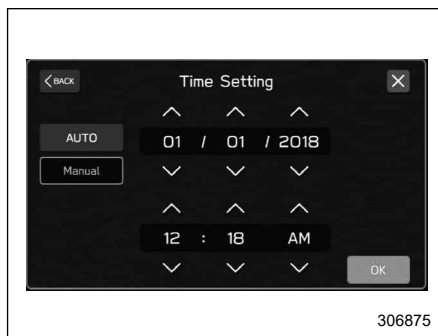 BACK
Time Setting
AUTO
01 / 01 / 2018
Manual
12 : 18 AM
OK
306875